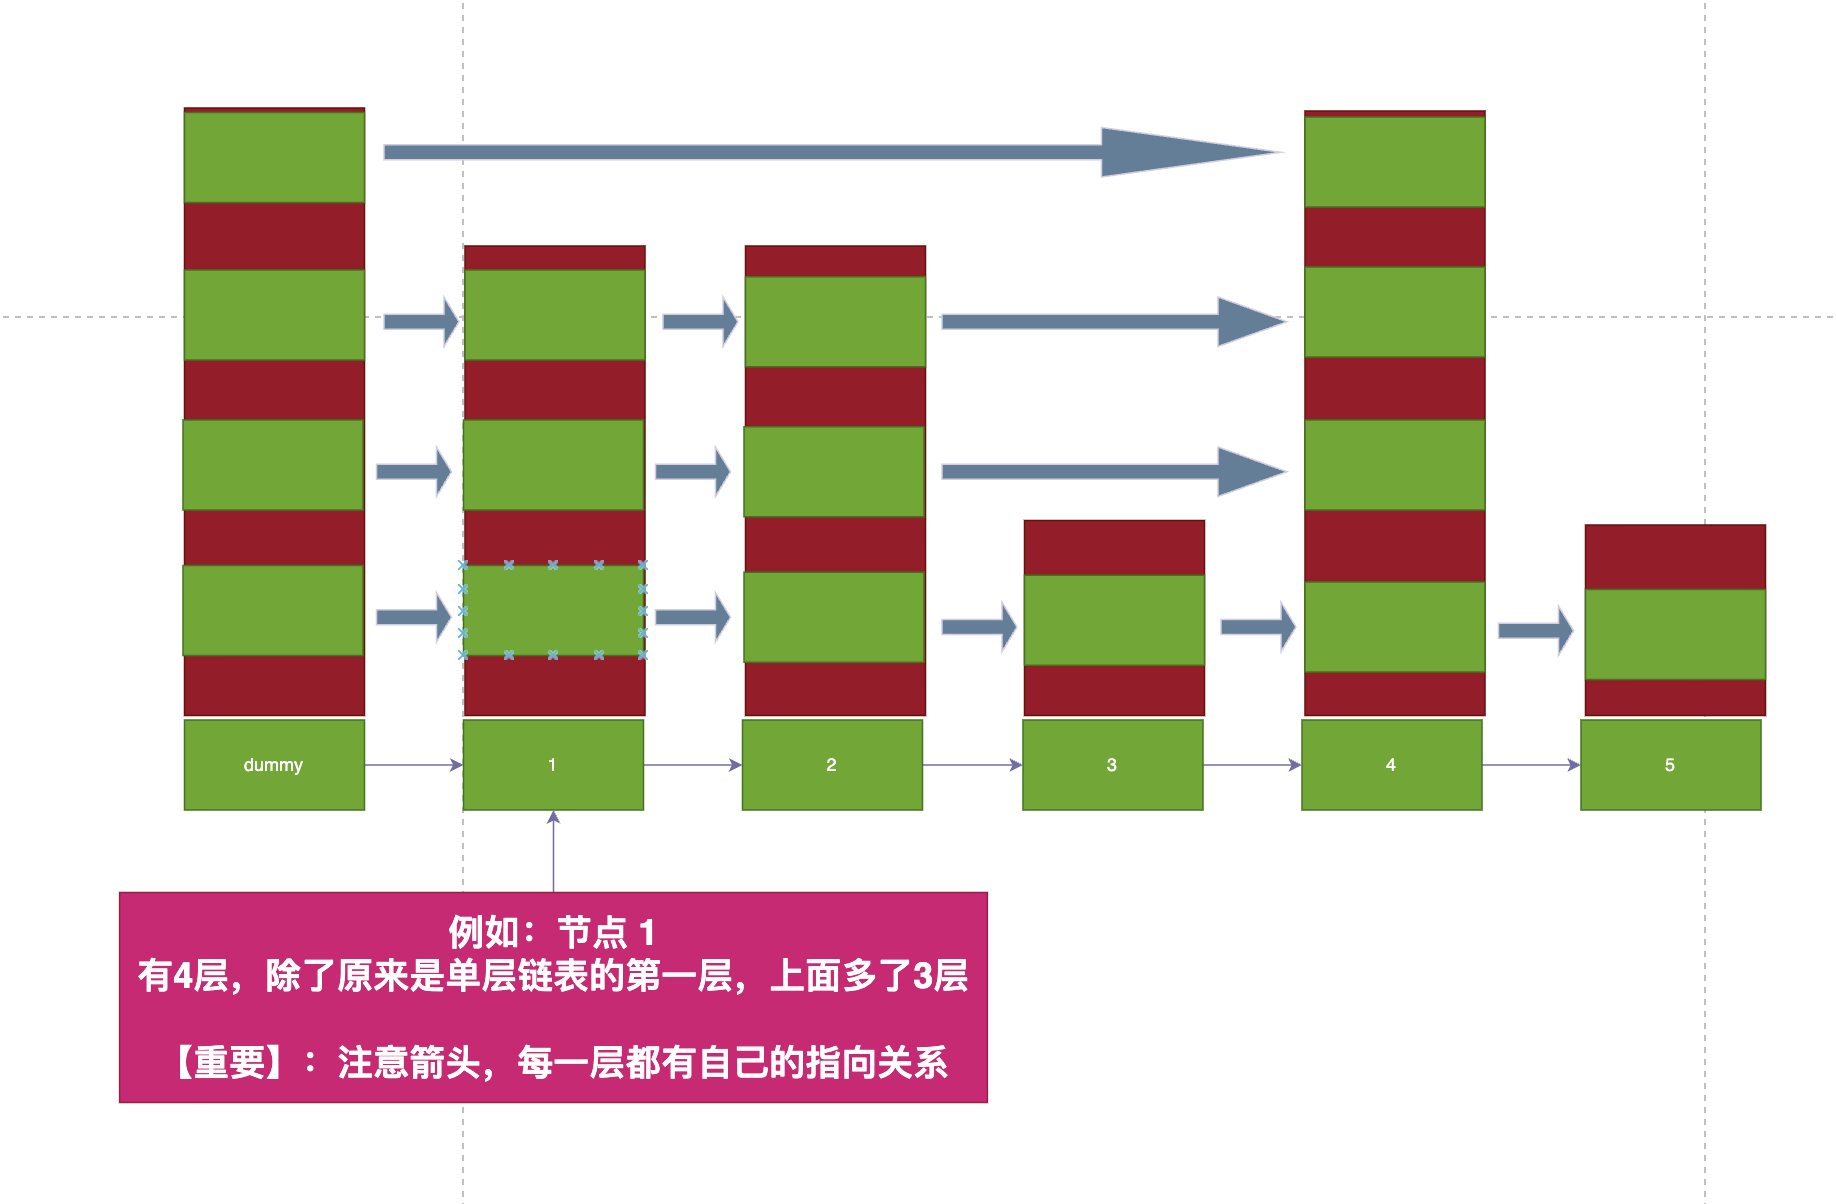 dummy
1
2
3
4
5
例如：节点 1
有4层，除了原来是单层链表的第一层，上面多了3层
【重要】：注意箭头，每一层都有自己的指向关系